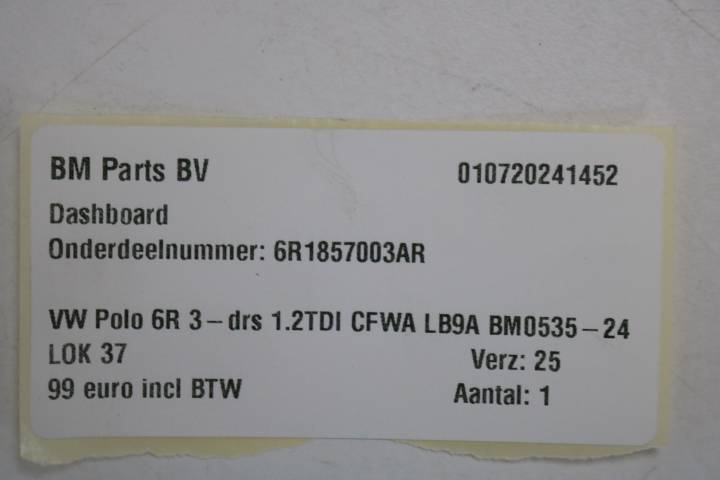 BM Parts BV 010720241452
Dashboard
Onderdeelnummer: 6R1857003AR
VW Polo 6R 3-drs 1.2TDI CFWA LB9A BM0535-24
LOK 37 Verz: 25
99 euro incl BTW Aantal: 1